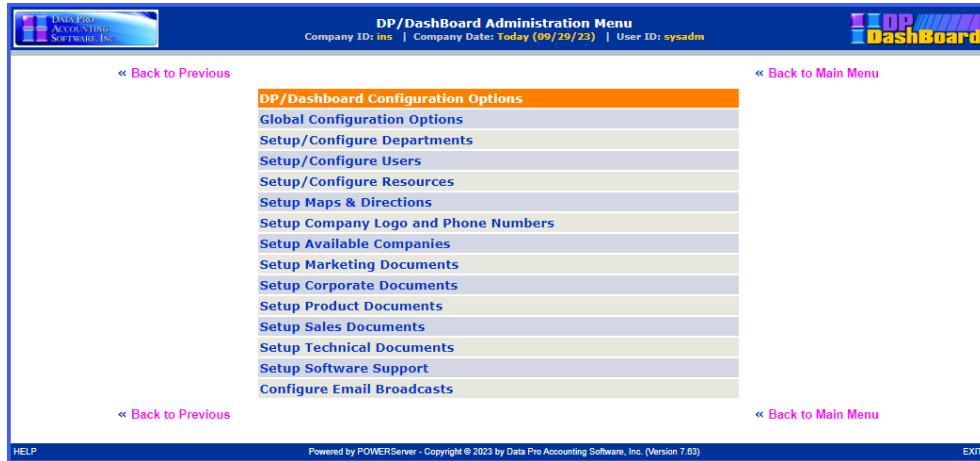 DATA PRO
ACCOUNTING
SOFTWARE, INC.
DP/DashBoard Administration Menu
Company ID: ins | Company Date: Today (09/29/23) | User ID: sysadm
DP
DashBoard
« Back to Previous
« Back to Main Menu
DP/Dashboard Configuration Options
Global Configuration Options
Setup/Configure Departments
Setup/Configure Users
Setup/Configure Resources
Setup Maps & Directions
Setup Company Logo and Phone Numbers
Setup Available Companies
Setup Marketing Documents
Setup Corporate Documents
Setup Product Documents
Setup Sales Documents
Setup Technical Documents
Setup Software Support
Configure Email Broadcasts
« Back to Previous
« Back to Main Menu
HELP
Powered by POWERServer - Copyright © 2023 by Data Pro Accounting Software, Inc. (Version 7.63)
EXIT